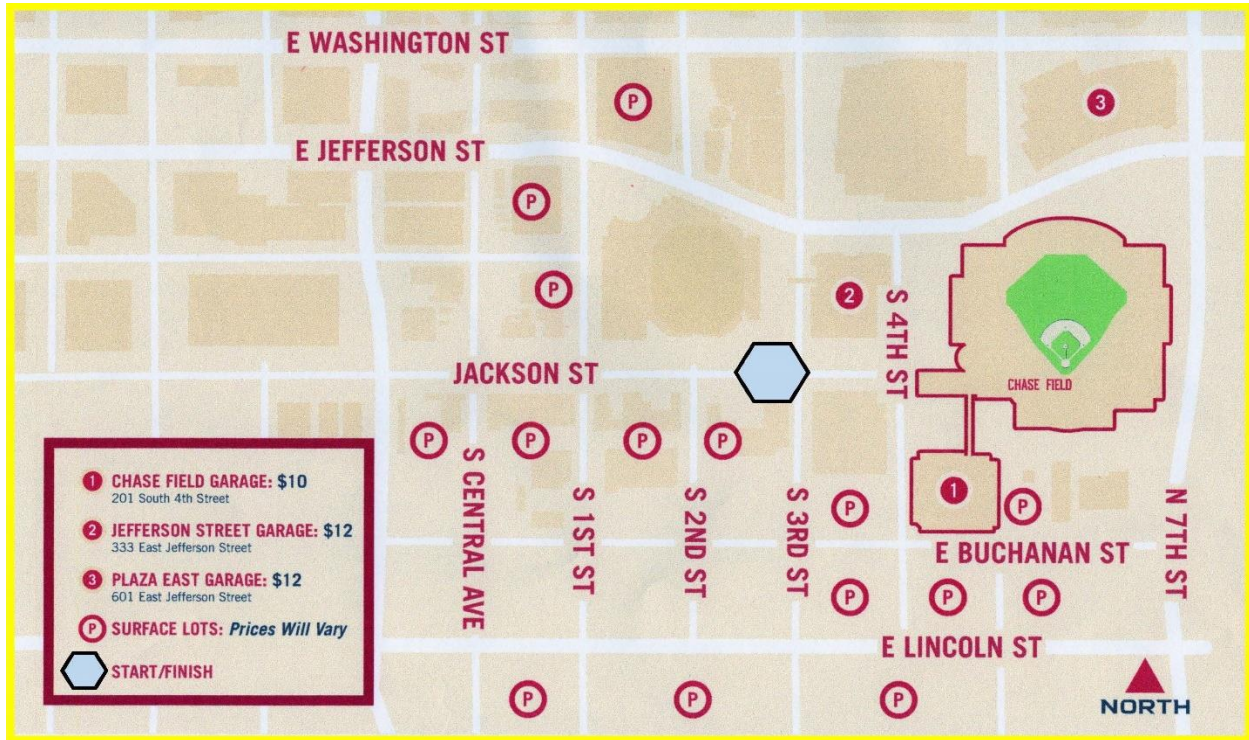 E WASHINGTON ST
P
3
E JEFFERSON ST
P
P
2
S 4TH ST
JACKSON ST
CHASE FIELD
P
P
P
P
S CENTRAL AVE
S 1ST ST
S 2ND ST
S 3RD ST
N 7TH ST
1
P
P
E BUCHANAN ST
P
P
P
E LINCOLN ST
P
P
P
NORTH
1 CHASE FIELD GARAGE: $10
201 South 4th Street
2 JEFFERSON STREET GARAGE: $12
333 East Jefferson Street
3 PLAZA EAST GARAGE: $12
601 East Jefferson Street
P SURFACE LOTS: Prices Will Vary
START/FINISH